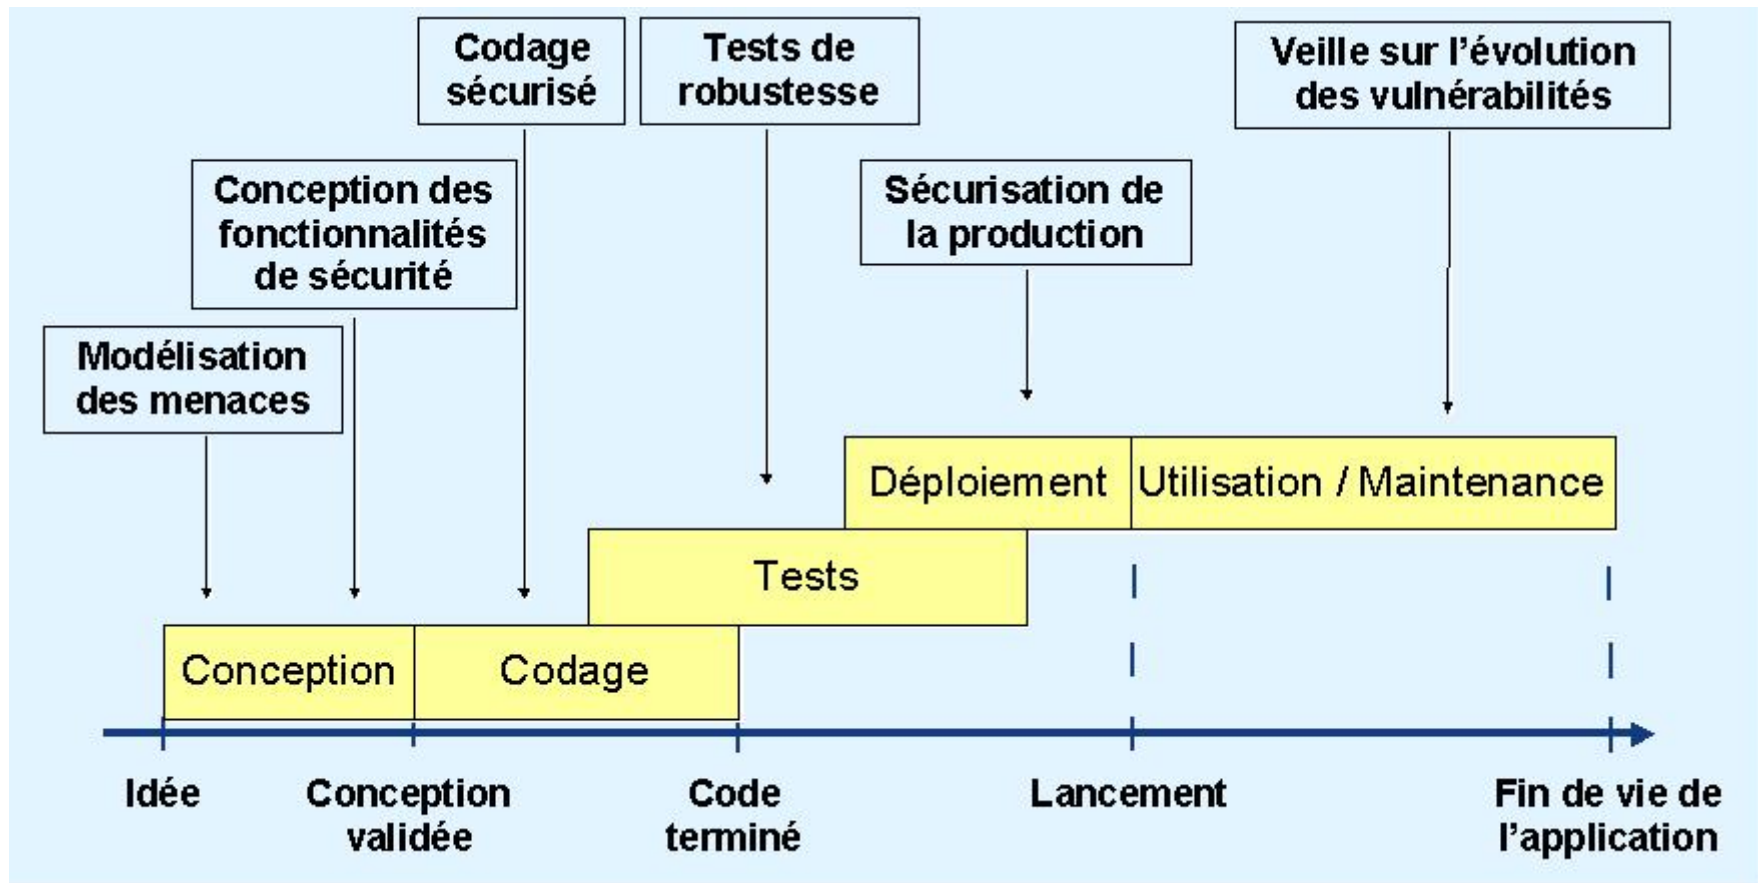 Codage
sécurisé
Tests de
robustesse
Veille sur l'évolution
des vulnérabilités
Conception des
fonctionnalités
de sécurité
Sécurisation de
la production
Modélisation
des menaces
Déploiement
Utilisation / Maintenance
Tests
Conception
Codage
Idée
Conception
validée
Code
terminé
Lancement
Fin de vie de
l'application